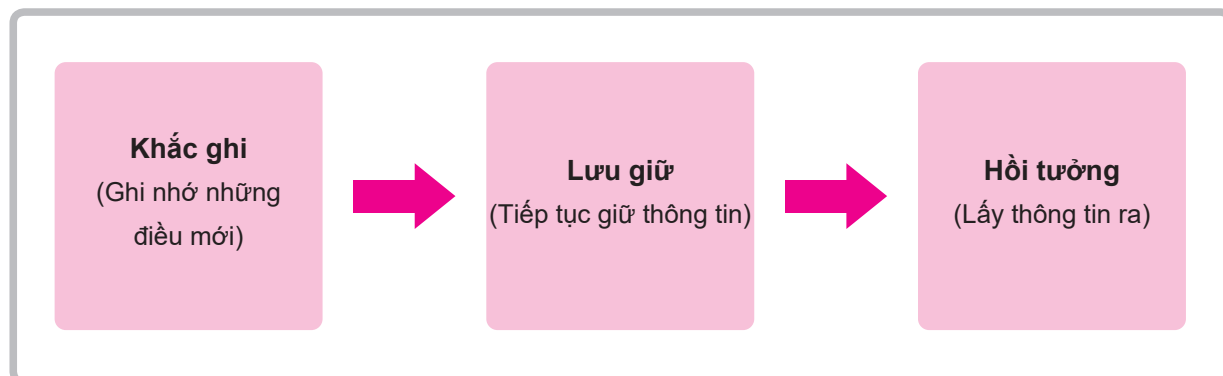 Khắc ghi
(Ghi nhớ những
điều mới)
Lưu giữ
(Tiếp tục giữ thông tin)
Hồi tưởng
(Lấy thông tin ra)